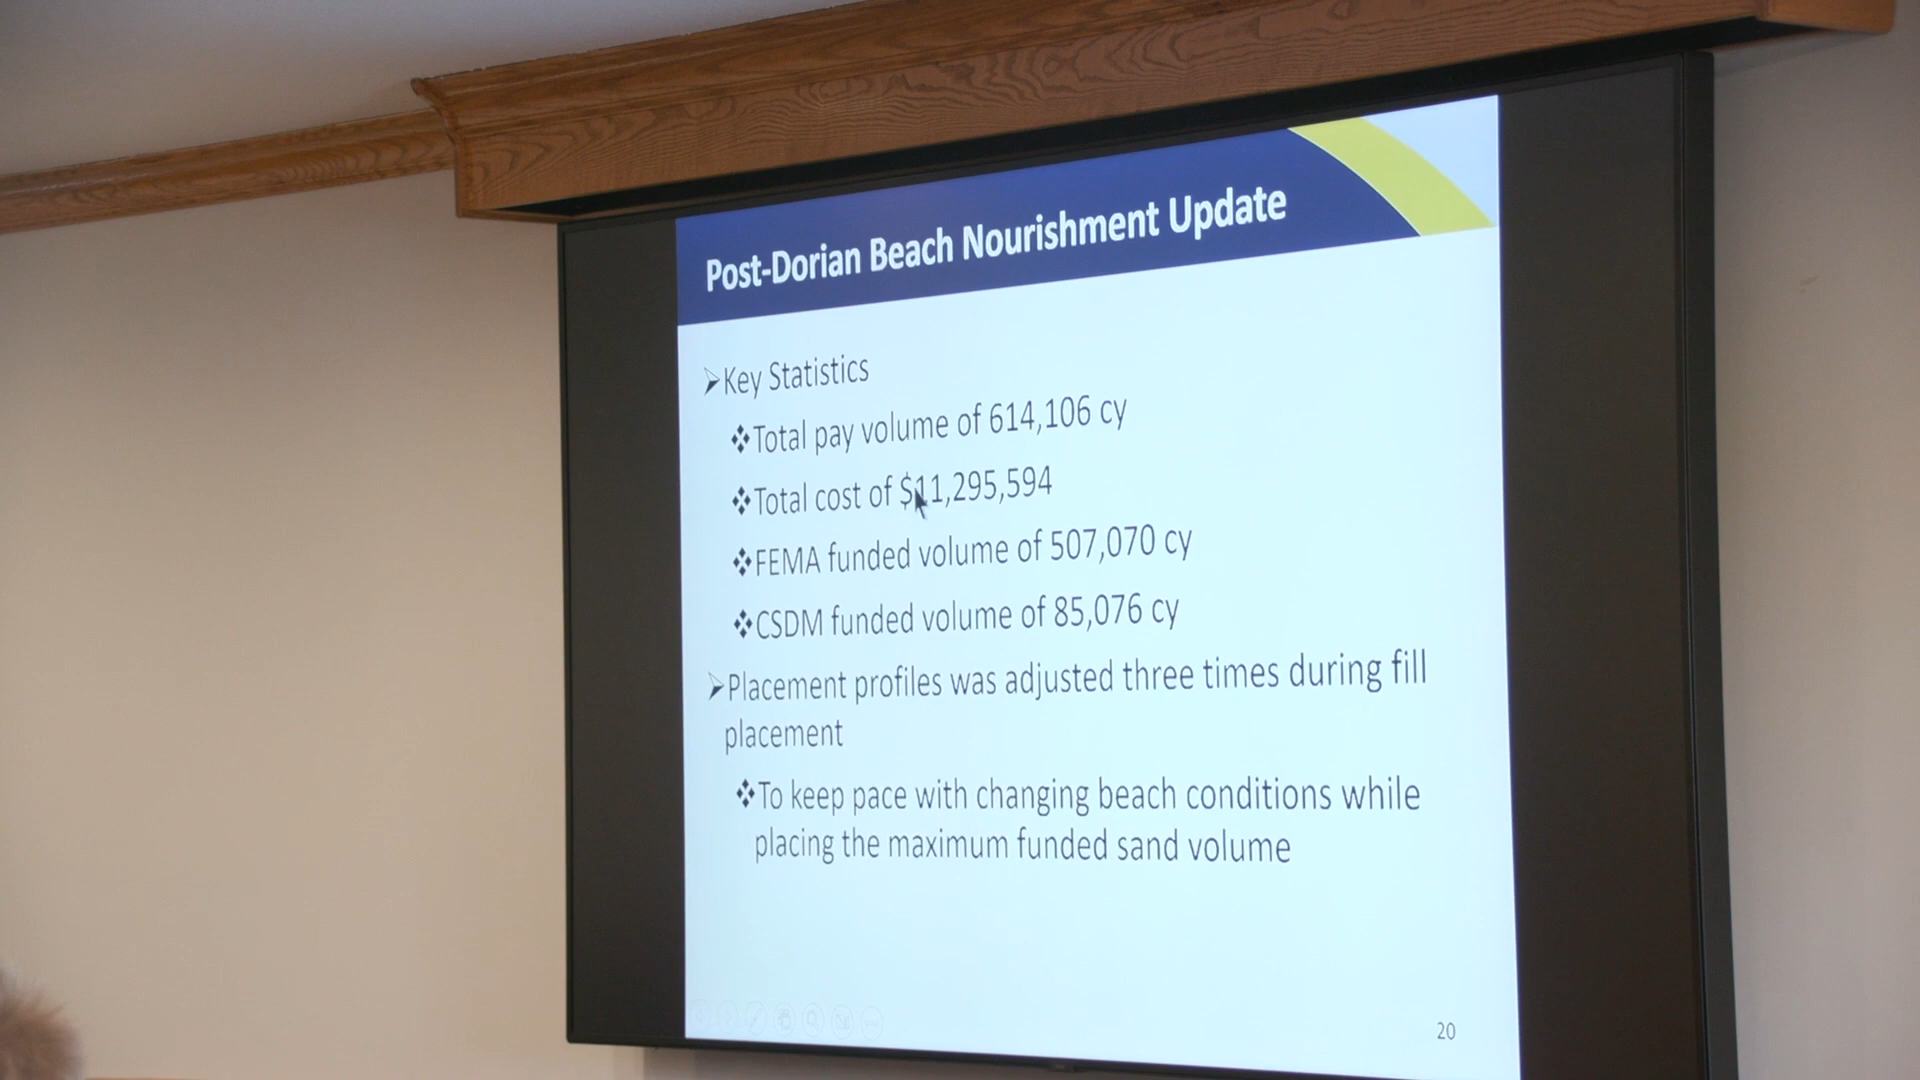 Post-Dorian Beach Nourishment Update
Key Statistics
Total pay volume of 614,106 cy
Total cost of $11,295,594
FEMA funded volume of 507,070 cy
CSDM funded volume of 85,076 cy
Placement profiles was adjusted three times during fill
placement
To keep pace with changing beach conditions while
placing the maximum funded sand volume
20